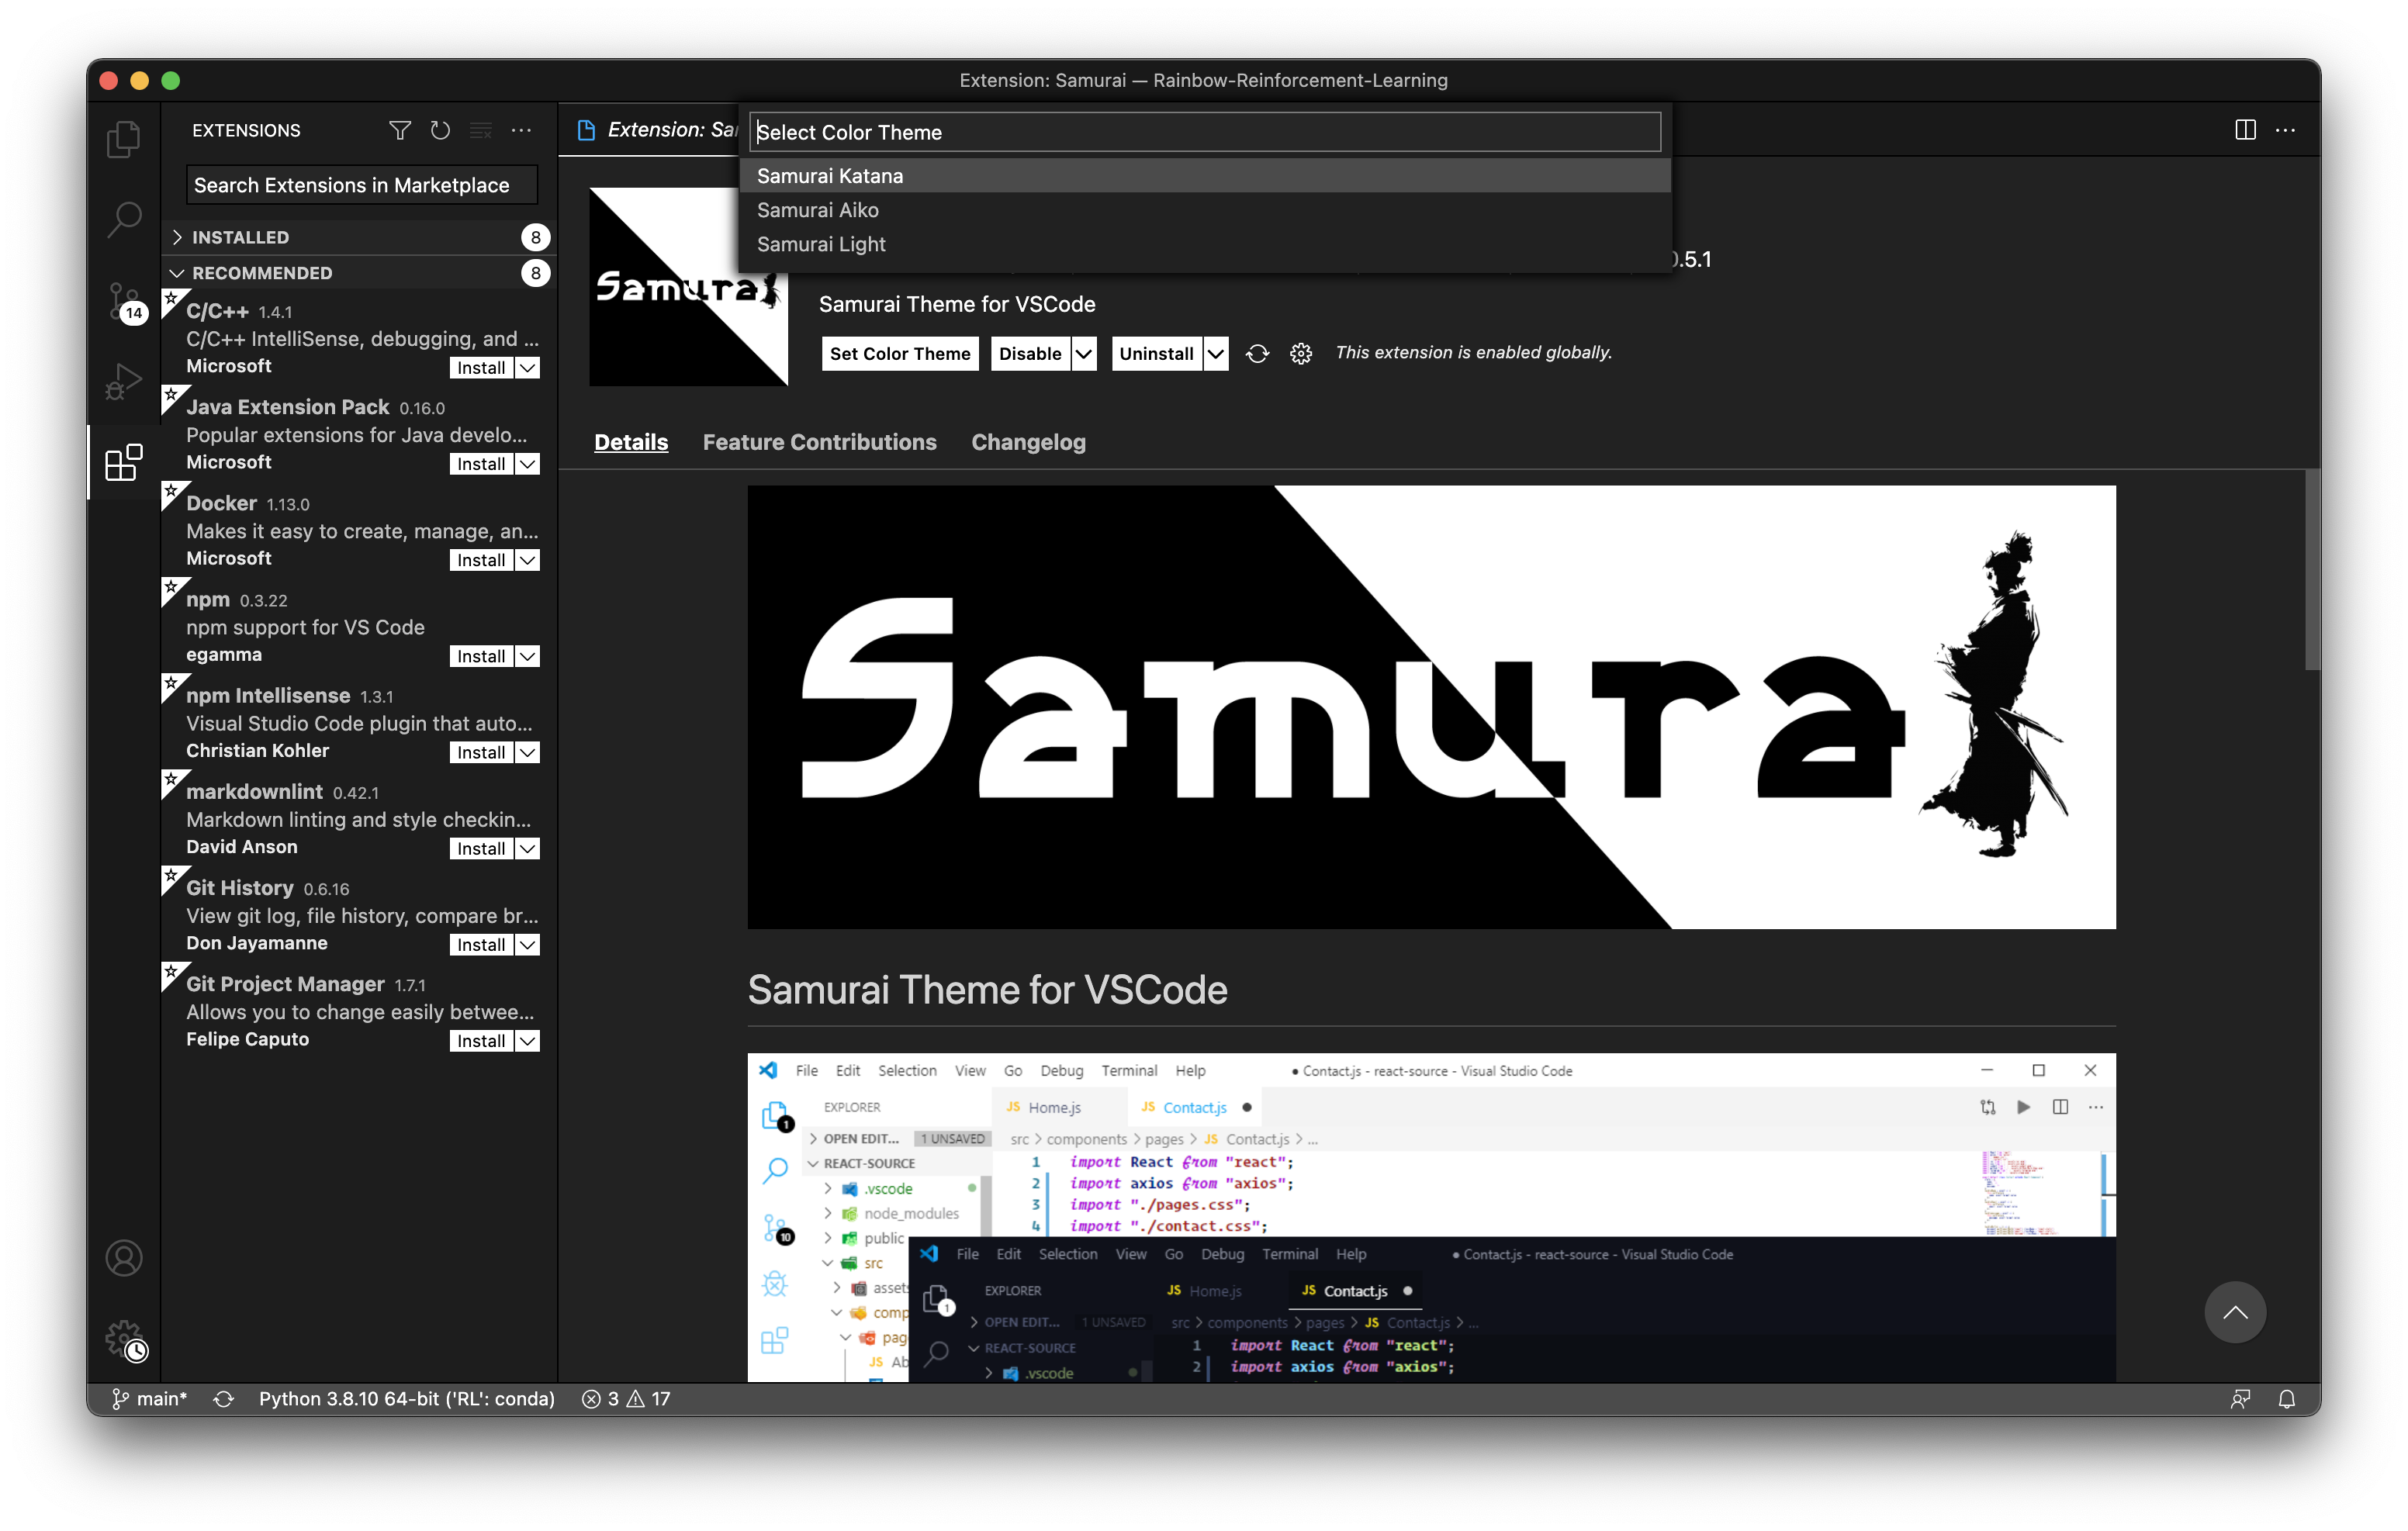 Extension: Samurai — Rainbow-Reinforcement-Learning
EXTENSIONS
Search Extensions in Marketplace
INSTALLED 8
RECOMMENDED 8
14
C/C++ 1.4.1
C/C++ IntelliSense, debugging, and ...
Microsoft Install
Java Extension Pack 0.16.0
Popular extensions for Java develo...
Microsoft Install
Docker 1.13.0
Makes it easy to create, manage, an...
Microsoft Install
npm 0.3.22
npm support for VS Code
egamma Install
npm Intellisense 1.3.1
Visual Studio Code plugin that auto...
Christian Kohler Install
markdownlint 0.42.1
Markdown linting and style checkin...
David Anson Install
Git History 0.6.16
View git log, file history, compare br...
Don Jayamanne Install
Git Project Manager 1.7.1
Allows you to change easily betwee...
Felipe Caputo Install
Extension: Sa
Select Color Theme
Samurai Katana
Samurai Aiko
Samurai Light
Samurai
.5.1
Samurai Theme for VSCode
Set Color Theme Disable Uninstall This extension is enabled globally.
Details Feature Contributions Changelog
Samurai
Samurai Theme for VSCode
File Edit Selection View Go Debug Terminal Help ● Contact.js - react-source - Visual Studio Code
EXPLORER JS Home.js JS Contact.js ●
1
OPEN EDIT... 1 UNSAVED src > components > pages > JS Contact.js > ...
REACT-SOURCE 1 import React from "react";
.vscode 2 import axios from "axios";
node_modules 3 import "./pages.css";
public 4 import "./contact.css";
10
src
assets
comp
pag
JS Ab
File Edit Selection View Go Debug Terminal Help ● Contact.js - react-source - Visual Studio Code
EXPLORER JS Home.js JS Contact.js ●
1
OPEN EDIT... 1 UNSAVED src > components > pages > JS Contact.js > ...
REACT-SOURCE 1 import React from "react";
.vscode 2 import axios from "axios";
main* Python 3.8.10 64-bit ('RL': conda) 3 17